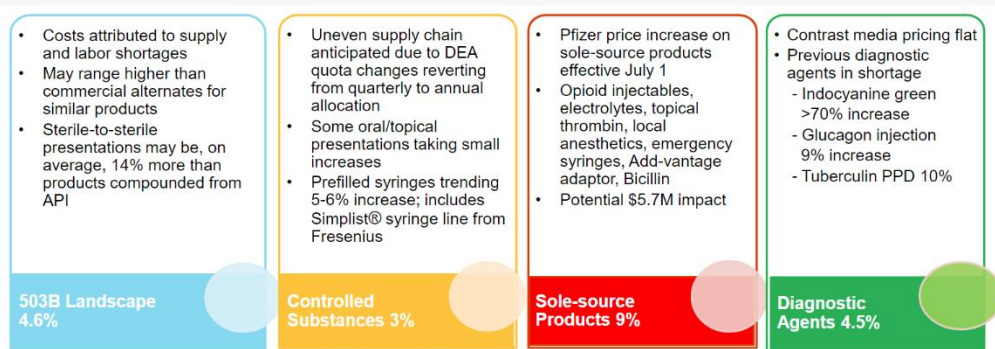 • Costs attributed to supply
and labor shortages
• May range higher than
commercial alternates for
similar products
• Sterile-to-sterile
presentations may be, on
average, 14% more than
products compounded from
API
503B Landscape
4.6%
• Uneven supply chain
anticipated due to DEA
quota changes reverting
from quarterly to annual
allocation
• Some oral/topical
presentations taking small
increases
• Prefilled syringes trending
5-6% increase; includes
Simplist® syringe line from
Fresenius
Controlled
Substances 3%
• Pfizer price increase on
sole-source products
effective July 1
• Opioid injectables,
electrolytes, topical
thrombin, local
anesthetics, emergency
syringes, Add-vantage
adaptor, Bicillin
• Potential $5.7M impact
Sole-source
Products 9%
• Contrast media pricing flat
• Previous diagnostic
agents in shortage
- Indocyanine green
>70% increase
- Glucagon injection
9% increase
- Tuberculin PPD 10%
Diagnostic
Agents 4.5%